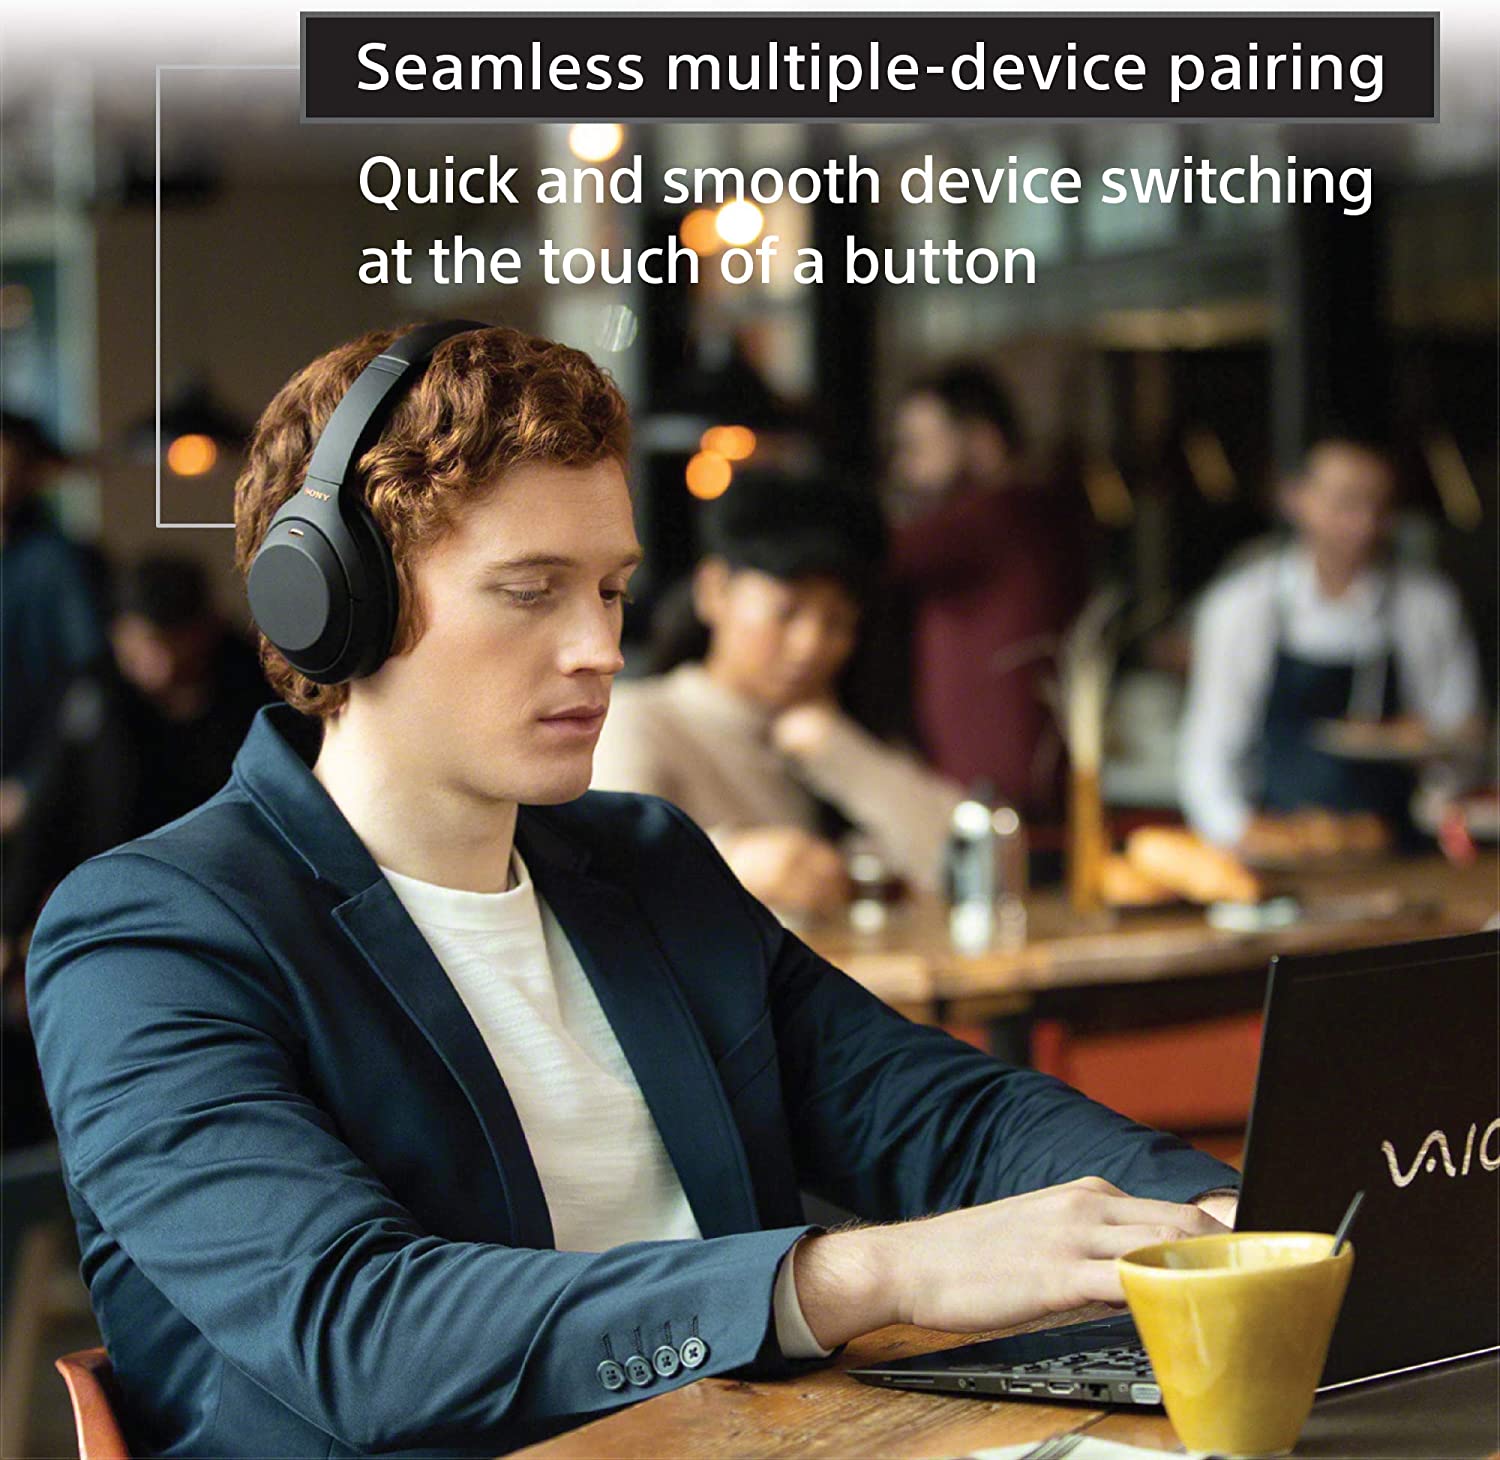 Seamless multiple-device pairing
Quick and smooth device switching
at the touch of a button
SONY
VAIO